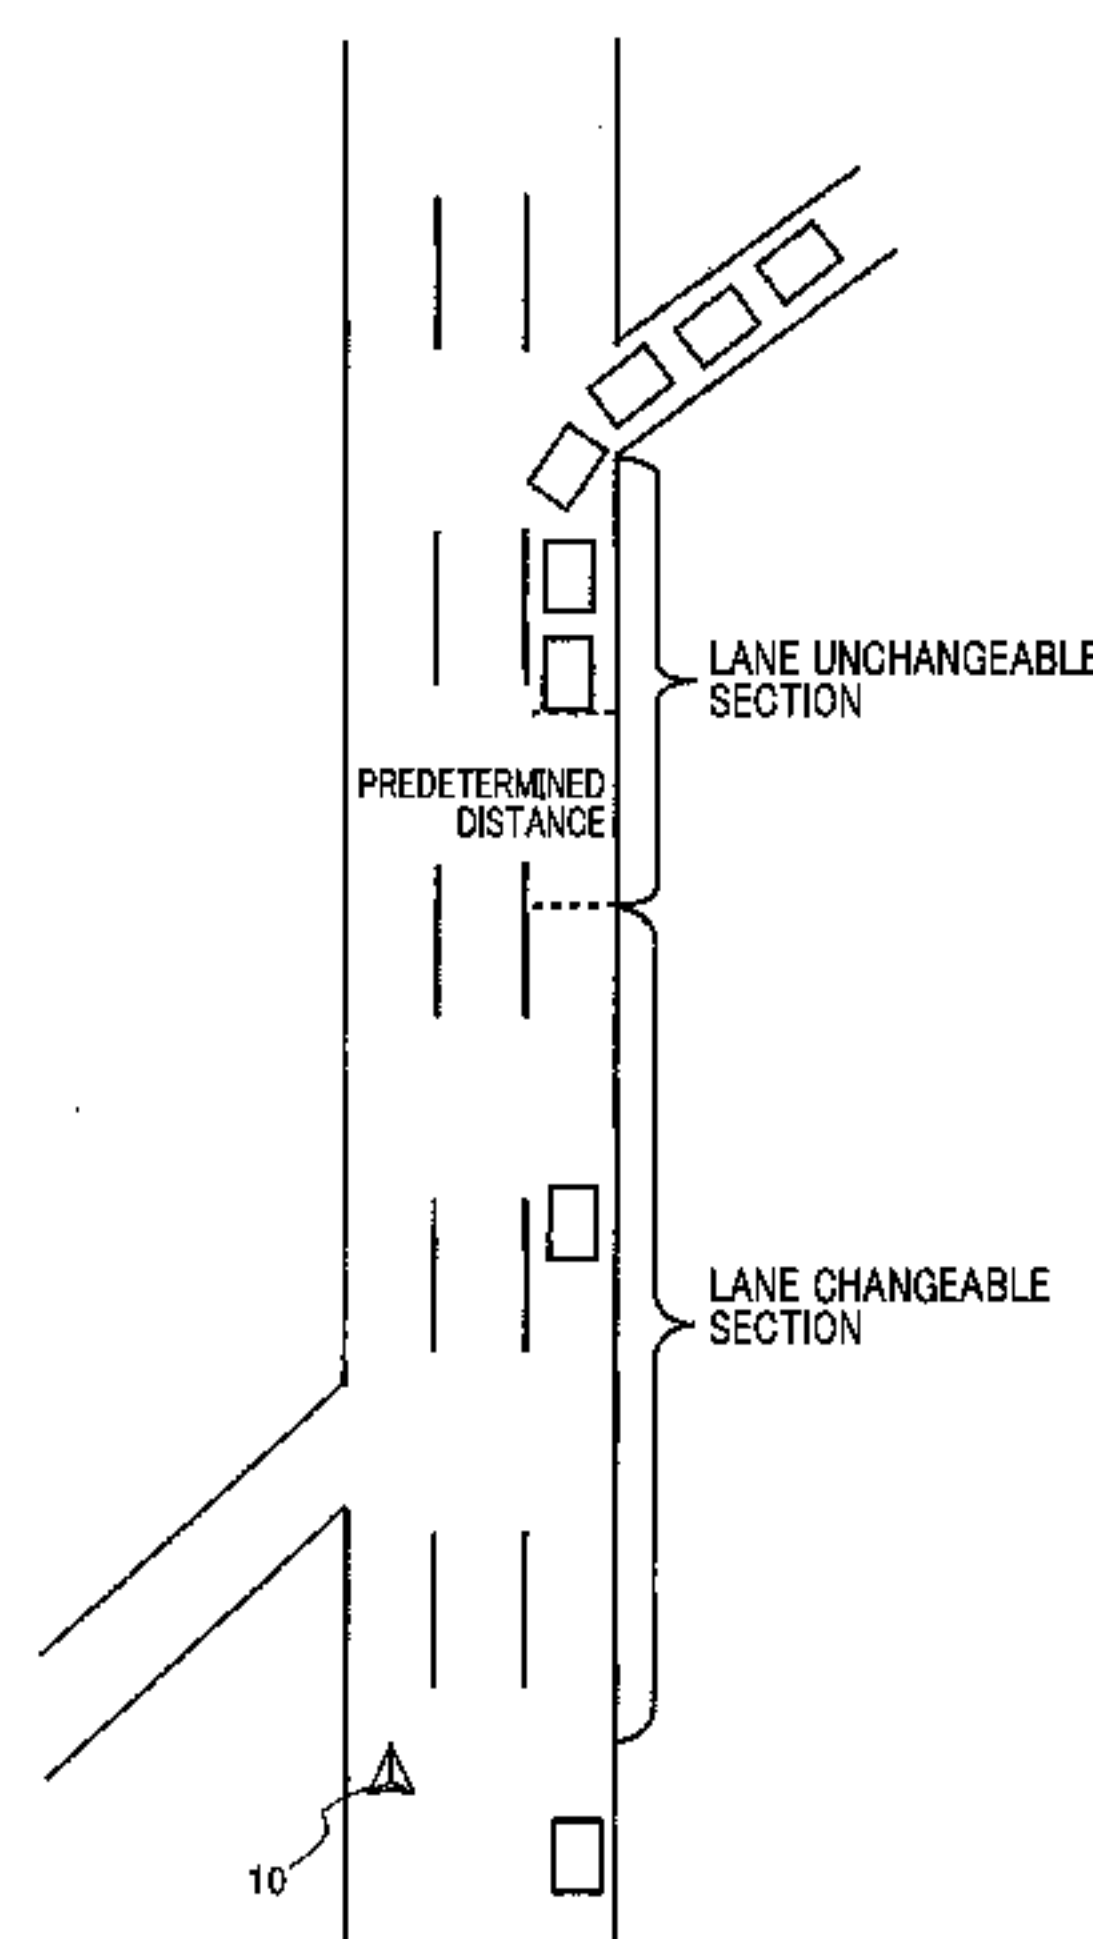 LANE UNCHANGEABLE
SECTION
PREDETERMINED
DISTANCE
LANE CHANGEABLE
SECTION
10